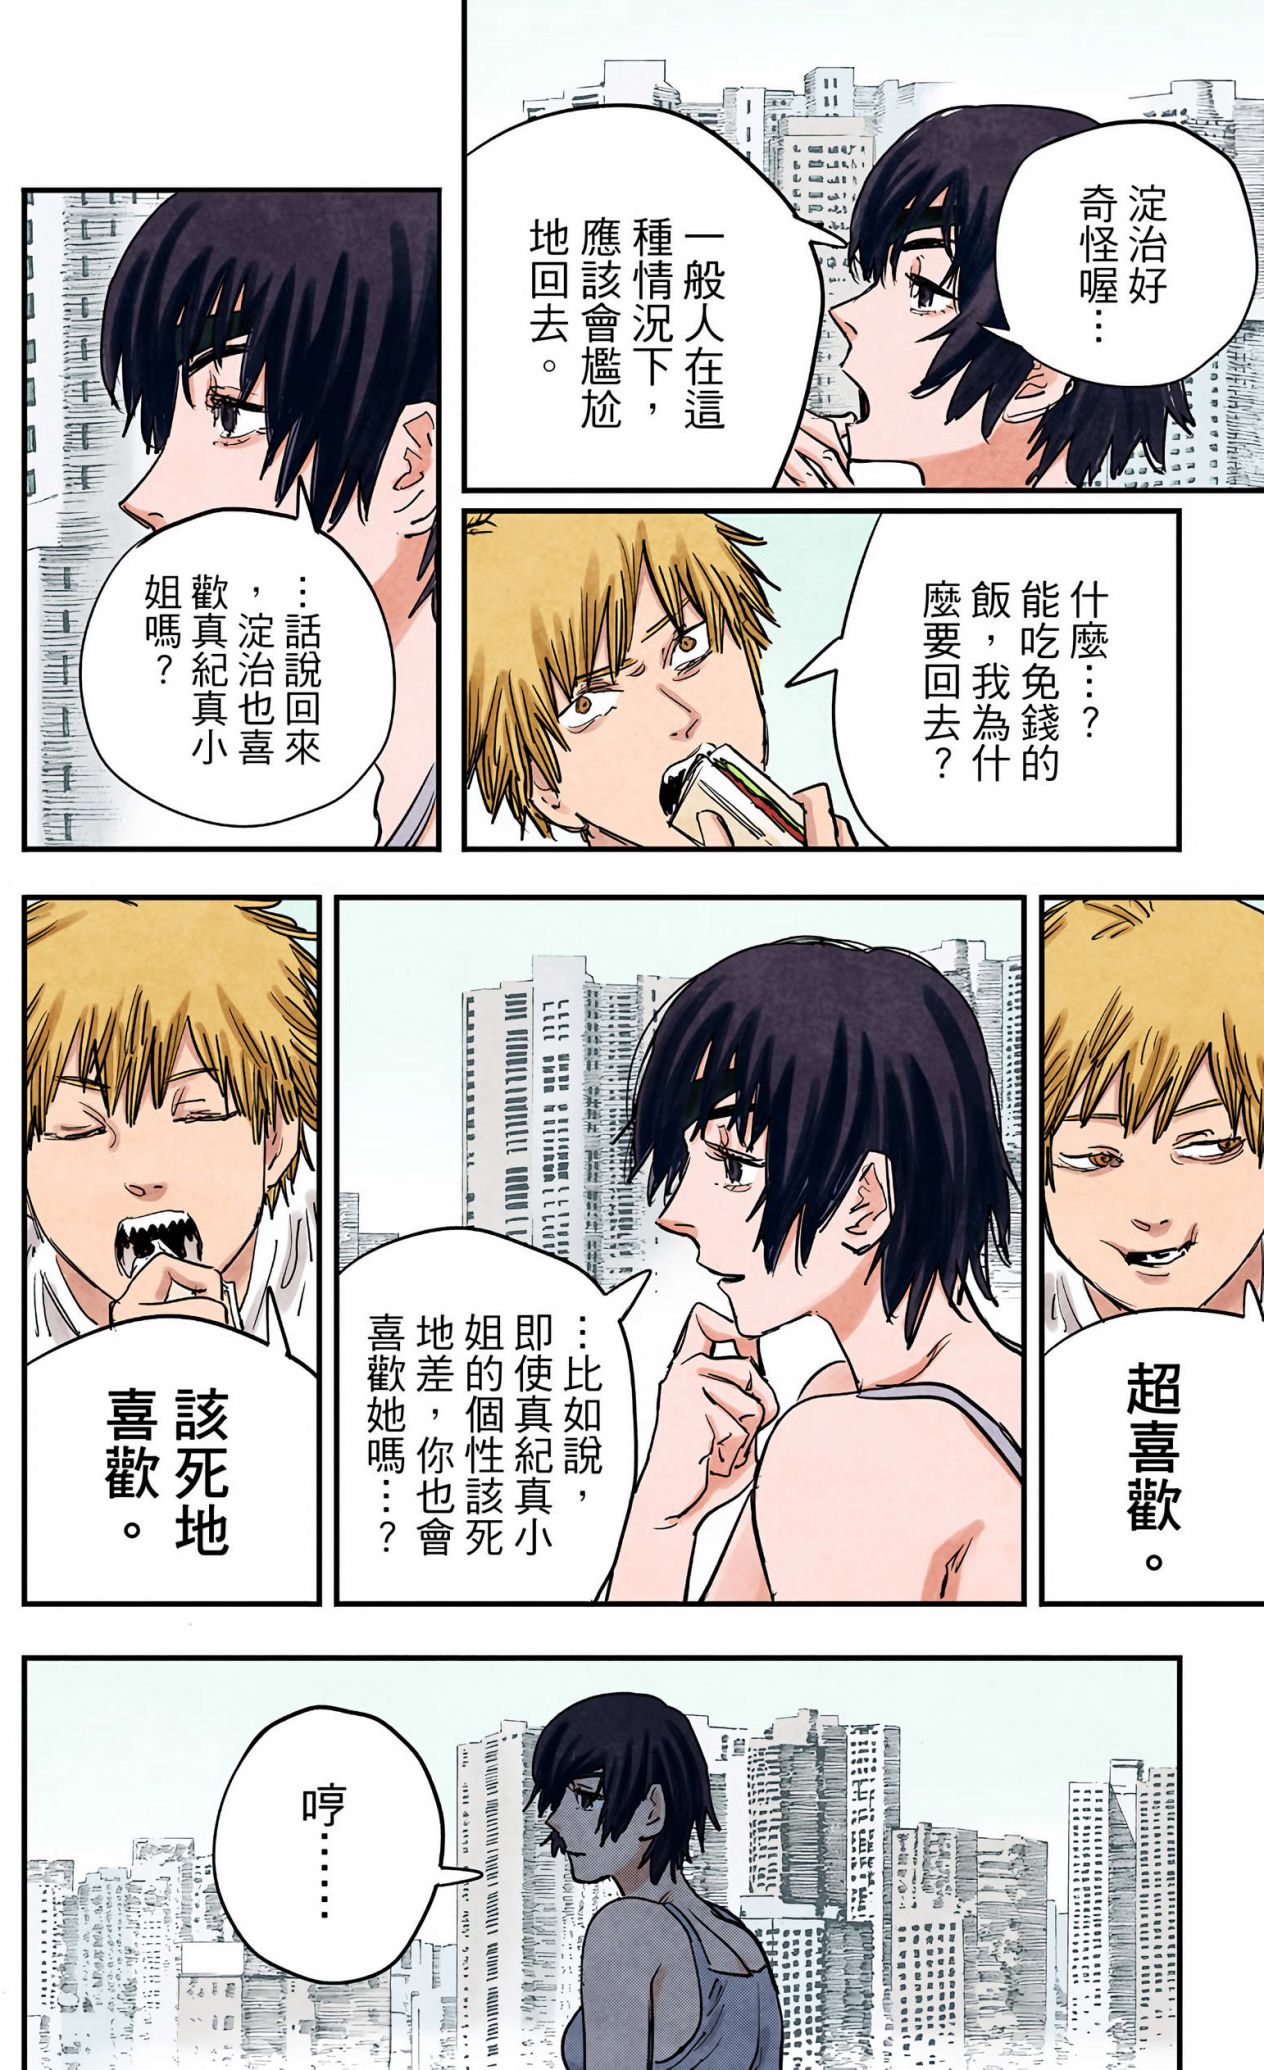 淀治好
奇怪喔…
一般人在這
種情況下，
應該會尷尬
地回去。
什麼…？
能吃免錢的
飯，我為什
麼要回去？
…話說回來
，淀治也喜
歡真紀真小
姐嗎？
超喜歡。
…比如說，
即使真紀真小
姐的個性該死
地差，你也會
喜歡她嗎…？
該死地
喜歡。
哼……